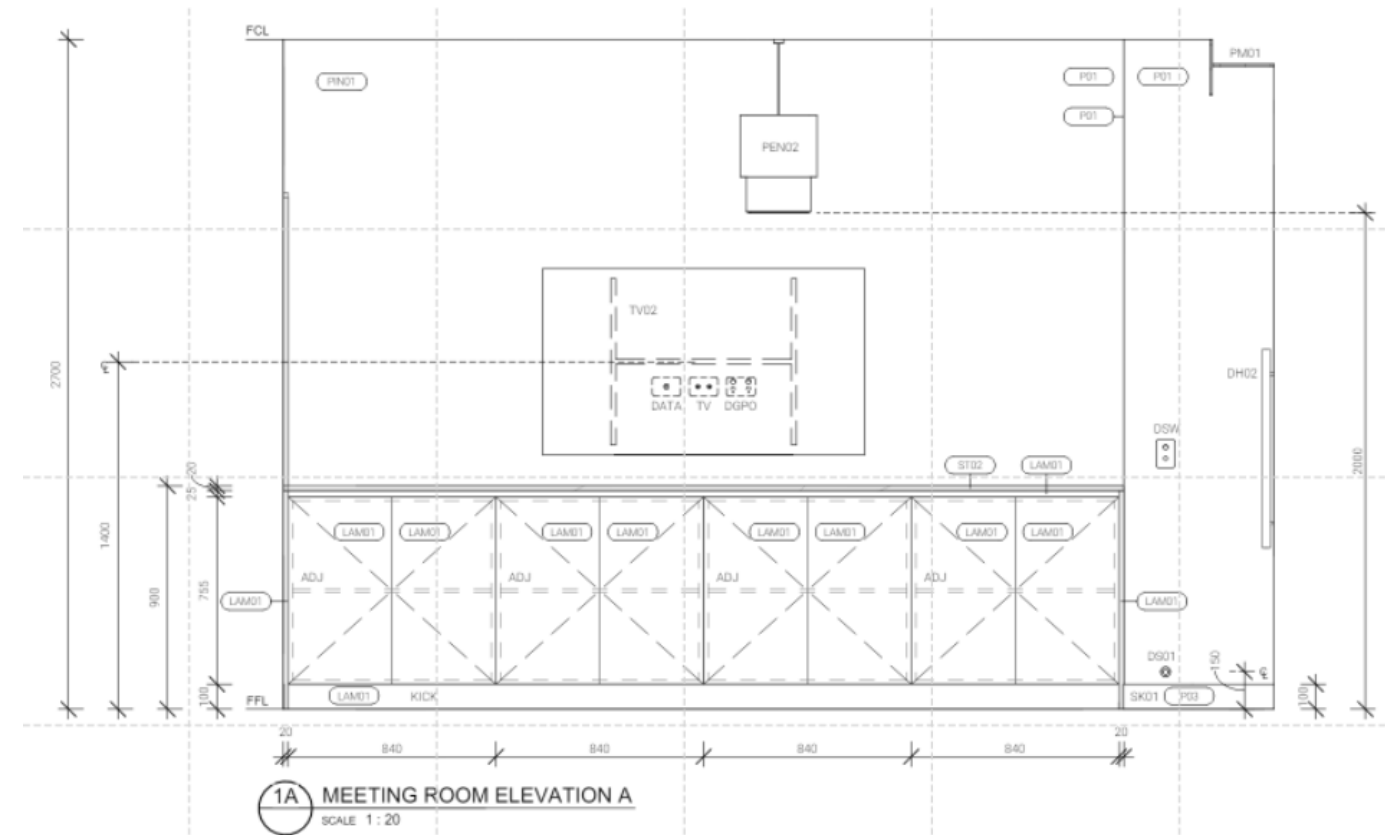 FCL
PM01
PIN01
P01
P01
P01
PEN02
TV02
2700
DH02
DATA TV DGPO
DSW
2000
ST02
LAM01
20
25
1400
LAM01
LAM01
LAM01
LAM01
LAM01
LAM01
LAM01
LAM01
ADJ
ADJ
ADJ
ADJ
900
755
LAM01
LAM01
DS01
150
100
LAM01
KICK
SK01
P03
100
FFL
20
840
840
840
840
20
1A MEETING ROOM ELEVATION A
SCALE 1 : 20